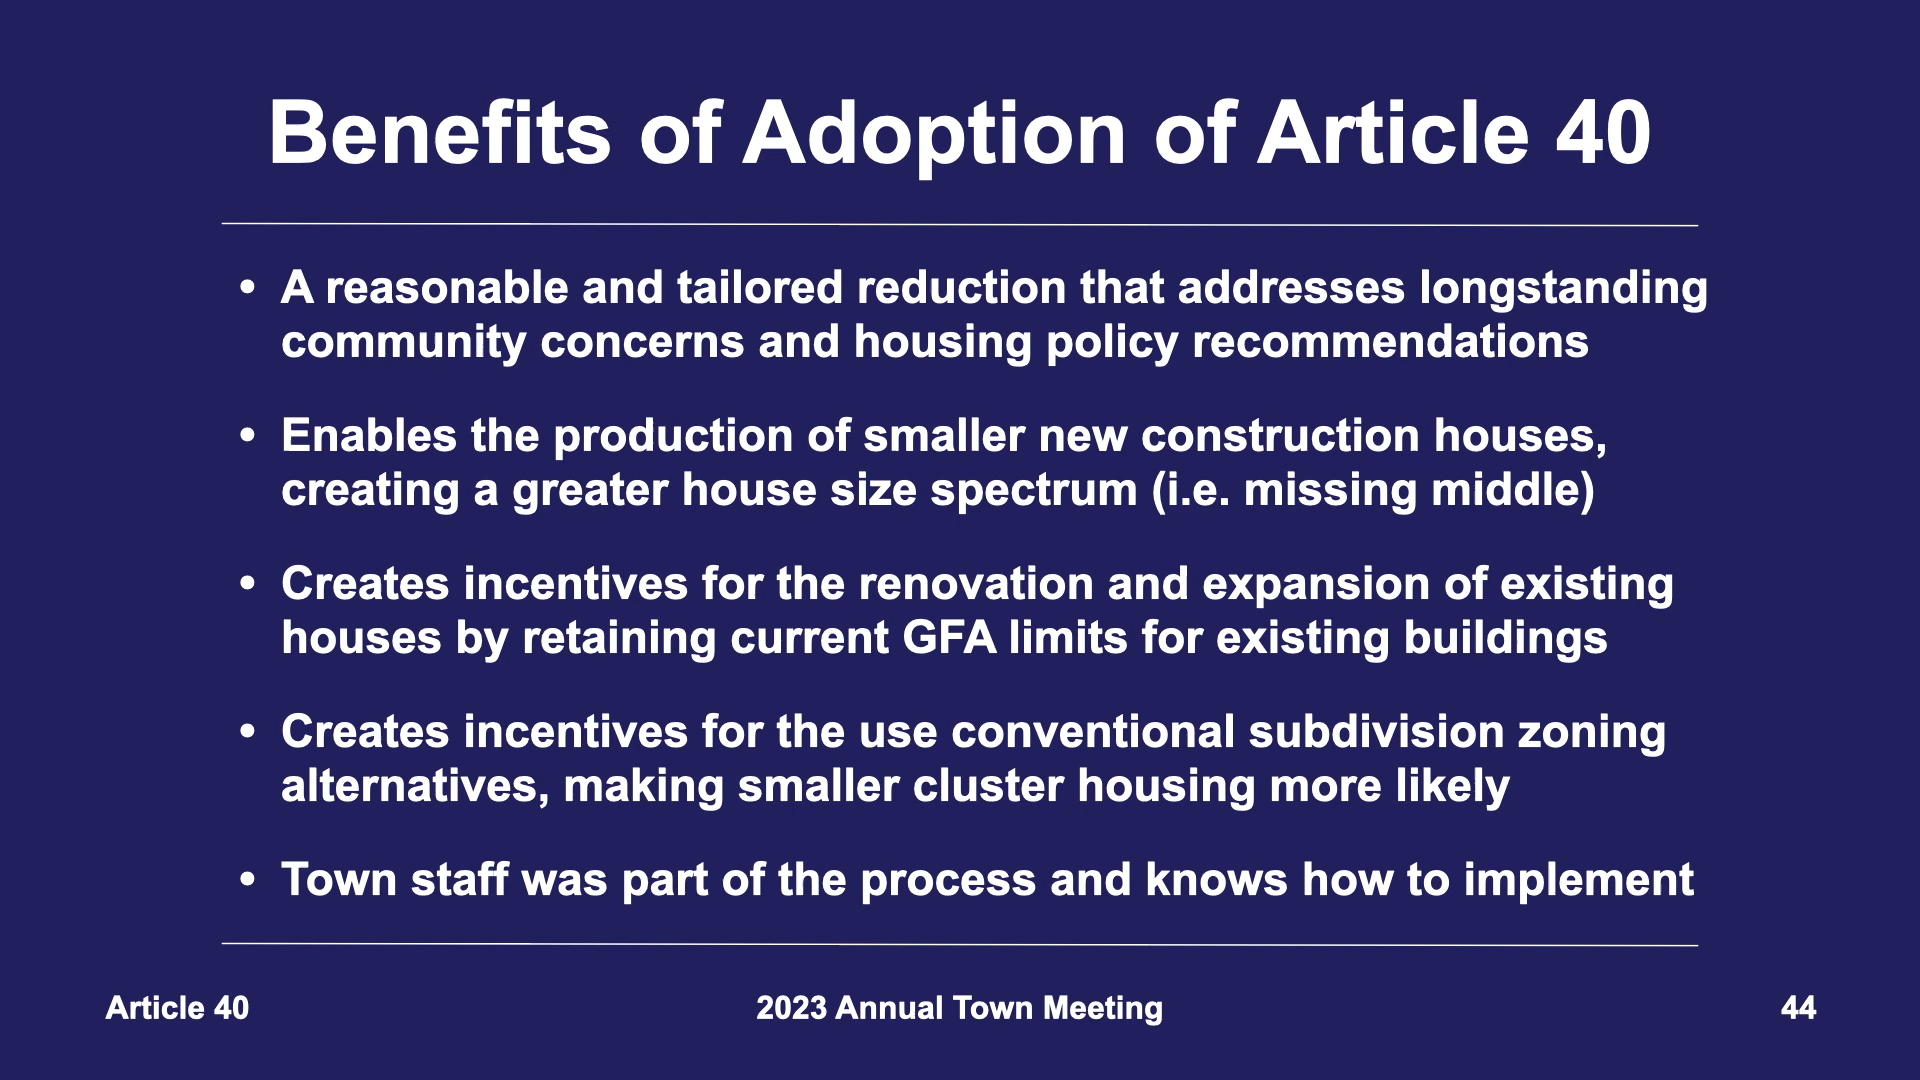 Benefits of Adoption of Article 40
• A reasonable and tailored reduction that addresses longstanding
community concerns and housing policy recommendations
• Enables the production of smaller new construction houses,
creating a greater house size spectrum (i.e. missing middle)
• Creates incentives for the renovation and expansion of existing
houses by retaining current GFA limits for existing buildings
• Creates incentives for the use conventional subdivision zoning
alternatives, making smaller cluster housing more likely
• Town staff was part of the process and knows how to implement
Article 40
2023 Annual Town Meeting
44